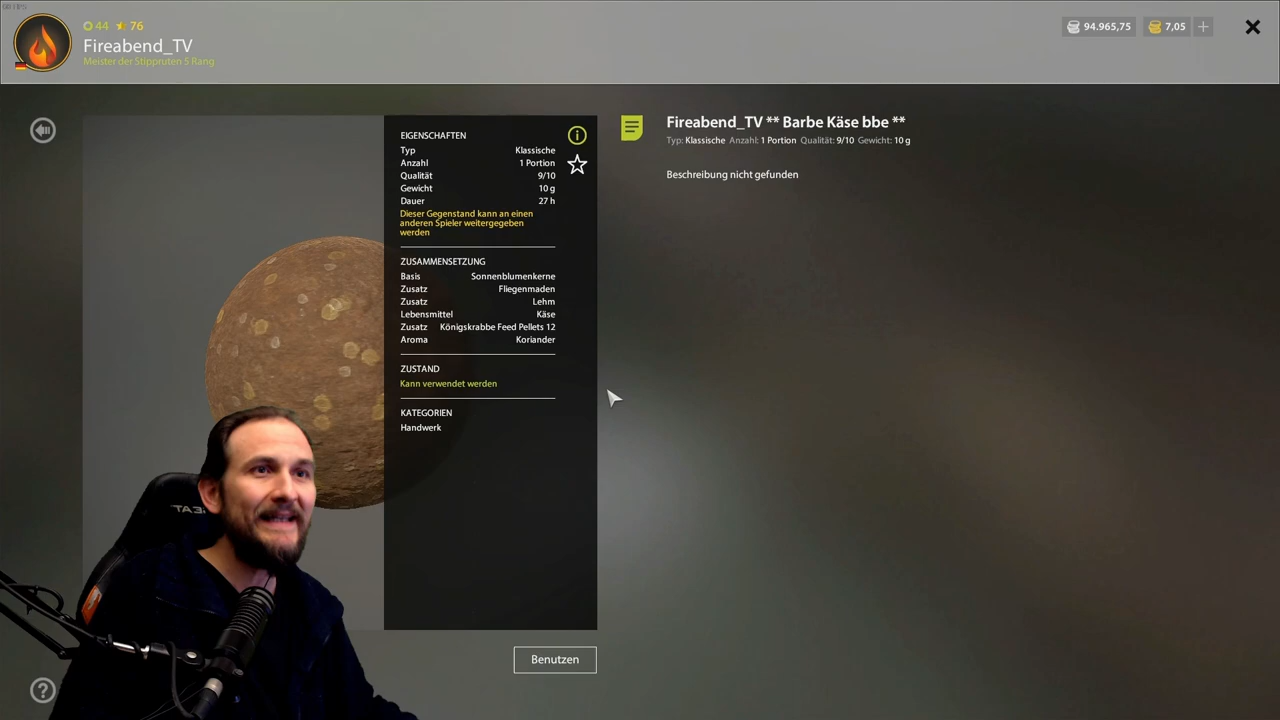 44 76
Fireabend_TV
Meister der Stippruten 5 Rang
94.965,75 7,05 +
EIGENSCHAFTEN
Typ Klassische
Anzahl 1 Portion
Qualität 9/10
Gewicht 10 g
Dauer 27 h
Dieser Gegenstand kann an einen
anderen Spieler weitergegeben
werden
ZUSAMMENSETZUNG
Basis Sonnenblumenkerne
Zusatz Fliegenmaden
Zusatz Lehm
Lebensmittel Käse
Zusatz Königskrabbe Feed Pellets 12
Aroma Koriander
ZUSTAND
Kann verwendet werden
KATEGORIEN
Handwerk
Benutzen
Fireabend_TV ** Barbe Käse bbe **
Typ: Klassische Anzahl: 1 Portion Qualität: 9/10 Gewicht: 10 g
Beschreibung nicht gefunden
?